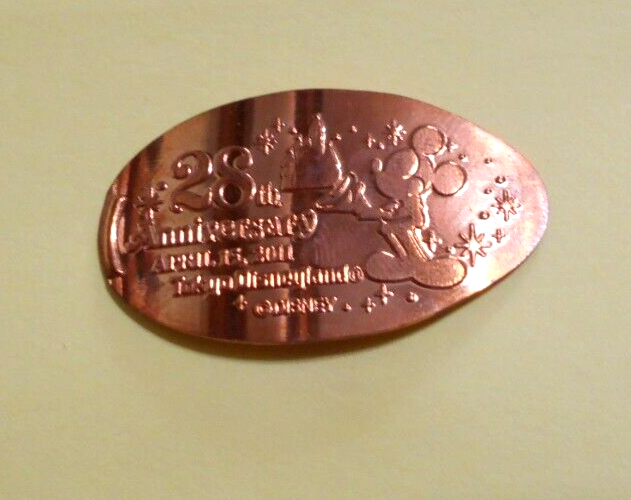 28th
Anniversary
APRIL 15, 2011
Tokyo Disneyland®
©DISNEY